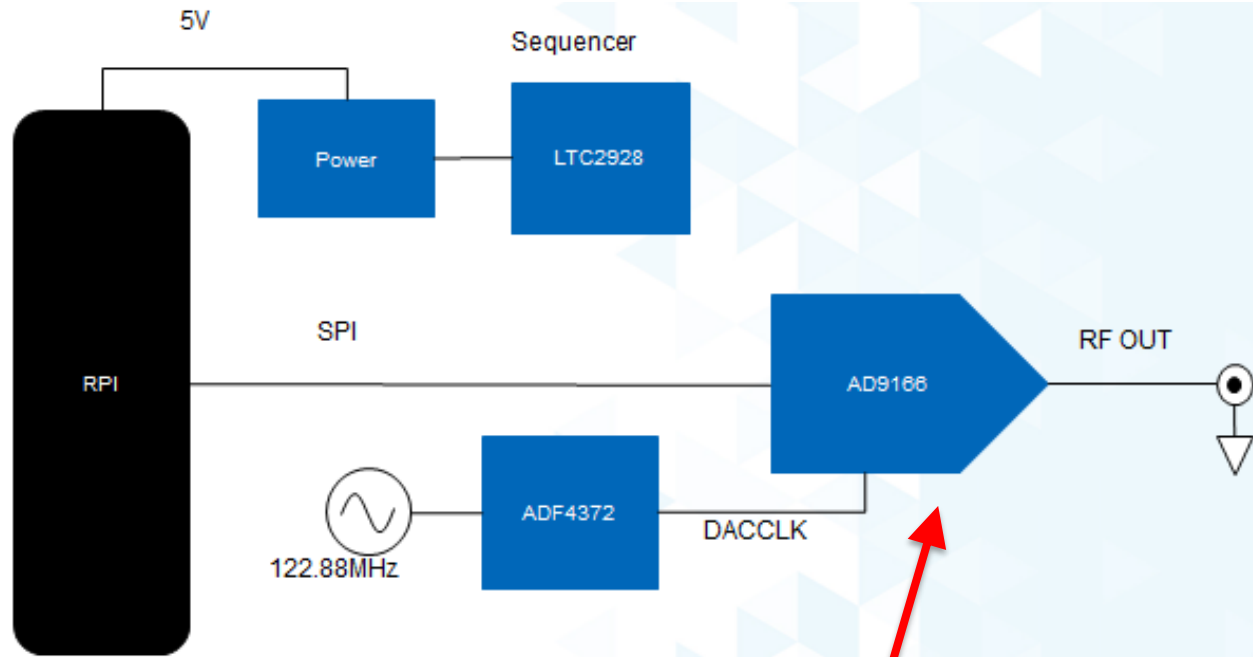 5V
Sequencer
Power
LTC2928
SPI
RF OUT
RPI
AD9166
ADF4372
DACCLK
122.88MHz